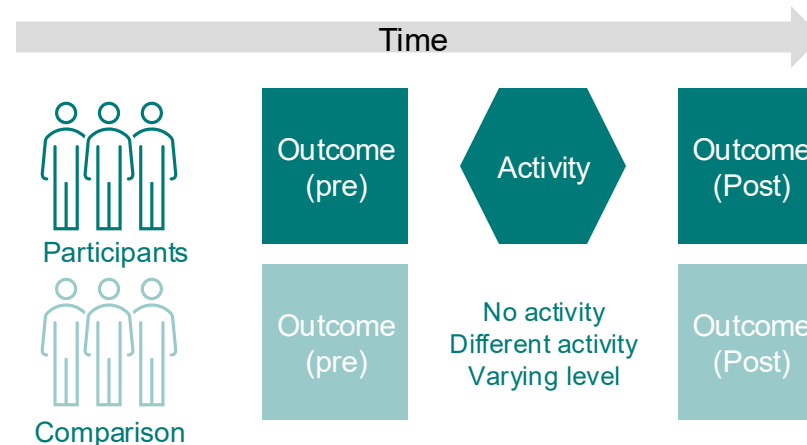 Time
Outcome
(pre)
Activity
Outcome
(Post)
Participants
Outcome
(pre)
No activity
Different activity
Varying level
Outcome
(Post)
Comparison